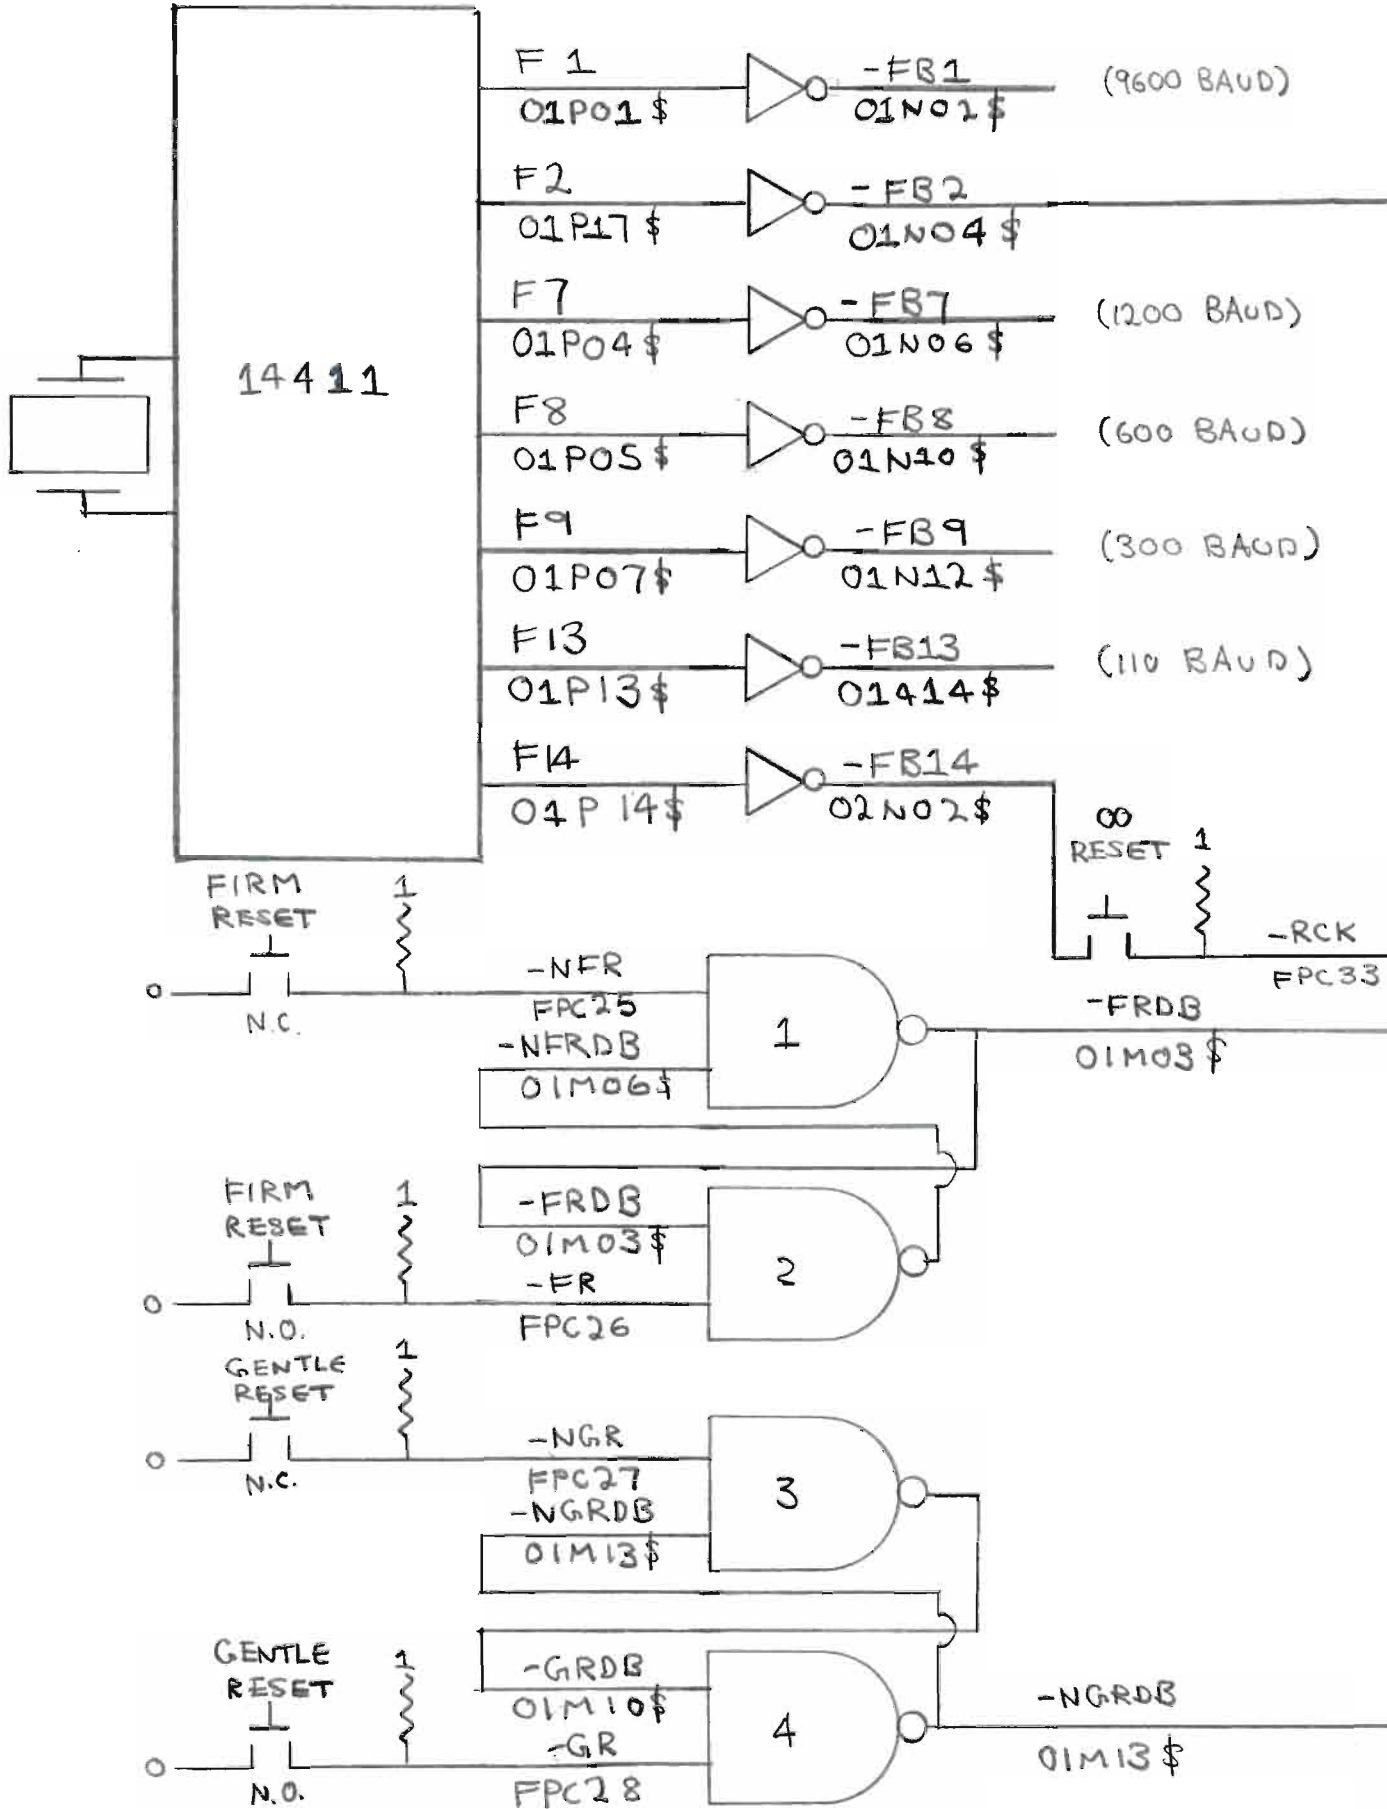 F 1
-FB1
(9600 BAUD)
01P01$
01N02$
F2
-FB2
01P17$
01N04$
F7
-FB7
(1200 BAUD)
01P04$
01N06$
14411
F8
-FB8
(600 BAUD)
01P05$
01N10$
F9
-FB9
(300 BAUD)
01P07$
01N12$
F13
-FB13
(110 BAUD)
01P13$
01414$
F14
-FB14
01P14$
02N02$
∞
RESET
1
FIRM
RESET
1
-RCK
FPC33
-NFR
FPC25
N.C.
-NFRDB
01M06$
1
-FRDB
01M03$
FIRM
RESET
1
-FRDB
01M03$
2
-FR
FPC26
N.O.
GENTLE
RESET
1
-NGR
FPC27
N.C.
-NGRDB
01M13$
3
GENTLE
RESET
1
-GRDB
01M10$
4
-NGRDB
01M13$
-GR
FPC28
N.O.